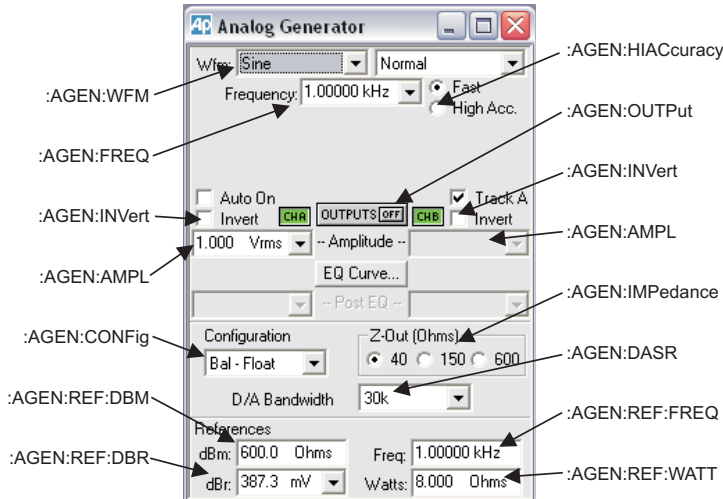 Ap Analog Generator
Wfm: Sine Normal
:AGEN:HIACcuracy
:AGEN:WFM
Frequency: 1.00000 kHz Fast
High Acc.
:AGEN:OUTPut
:AGEN:FREQ
:AGEN:INVert
Auto On Track A
:AGEN:INVert
Invert CHA OUTPUTS OFF CHB Invert
:AGEN:AMPL
1.000 Vrms -- Amplitude --
:AGEN:AMPL
EQ Curve...
:AGEN:IMPedance
-- Post EQ --
:AGEN:CONFig
Configuration Z-Out (Ohms)
Bal - Float 40 150 600
:AGEN:DASR
D/A Bandwidth 30k
:AGEN:REF:DBM
:AGEN:REF:FREQ
References
dBm: 600.0 Ohms Freq: 1.00000 kHz
:AGEN:REF:DBR
:AGEN:REF:WATT
dBr: 387.3 mV Watts: 8.000 Ohms